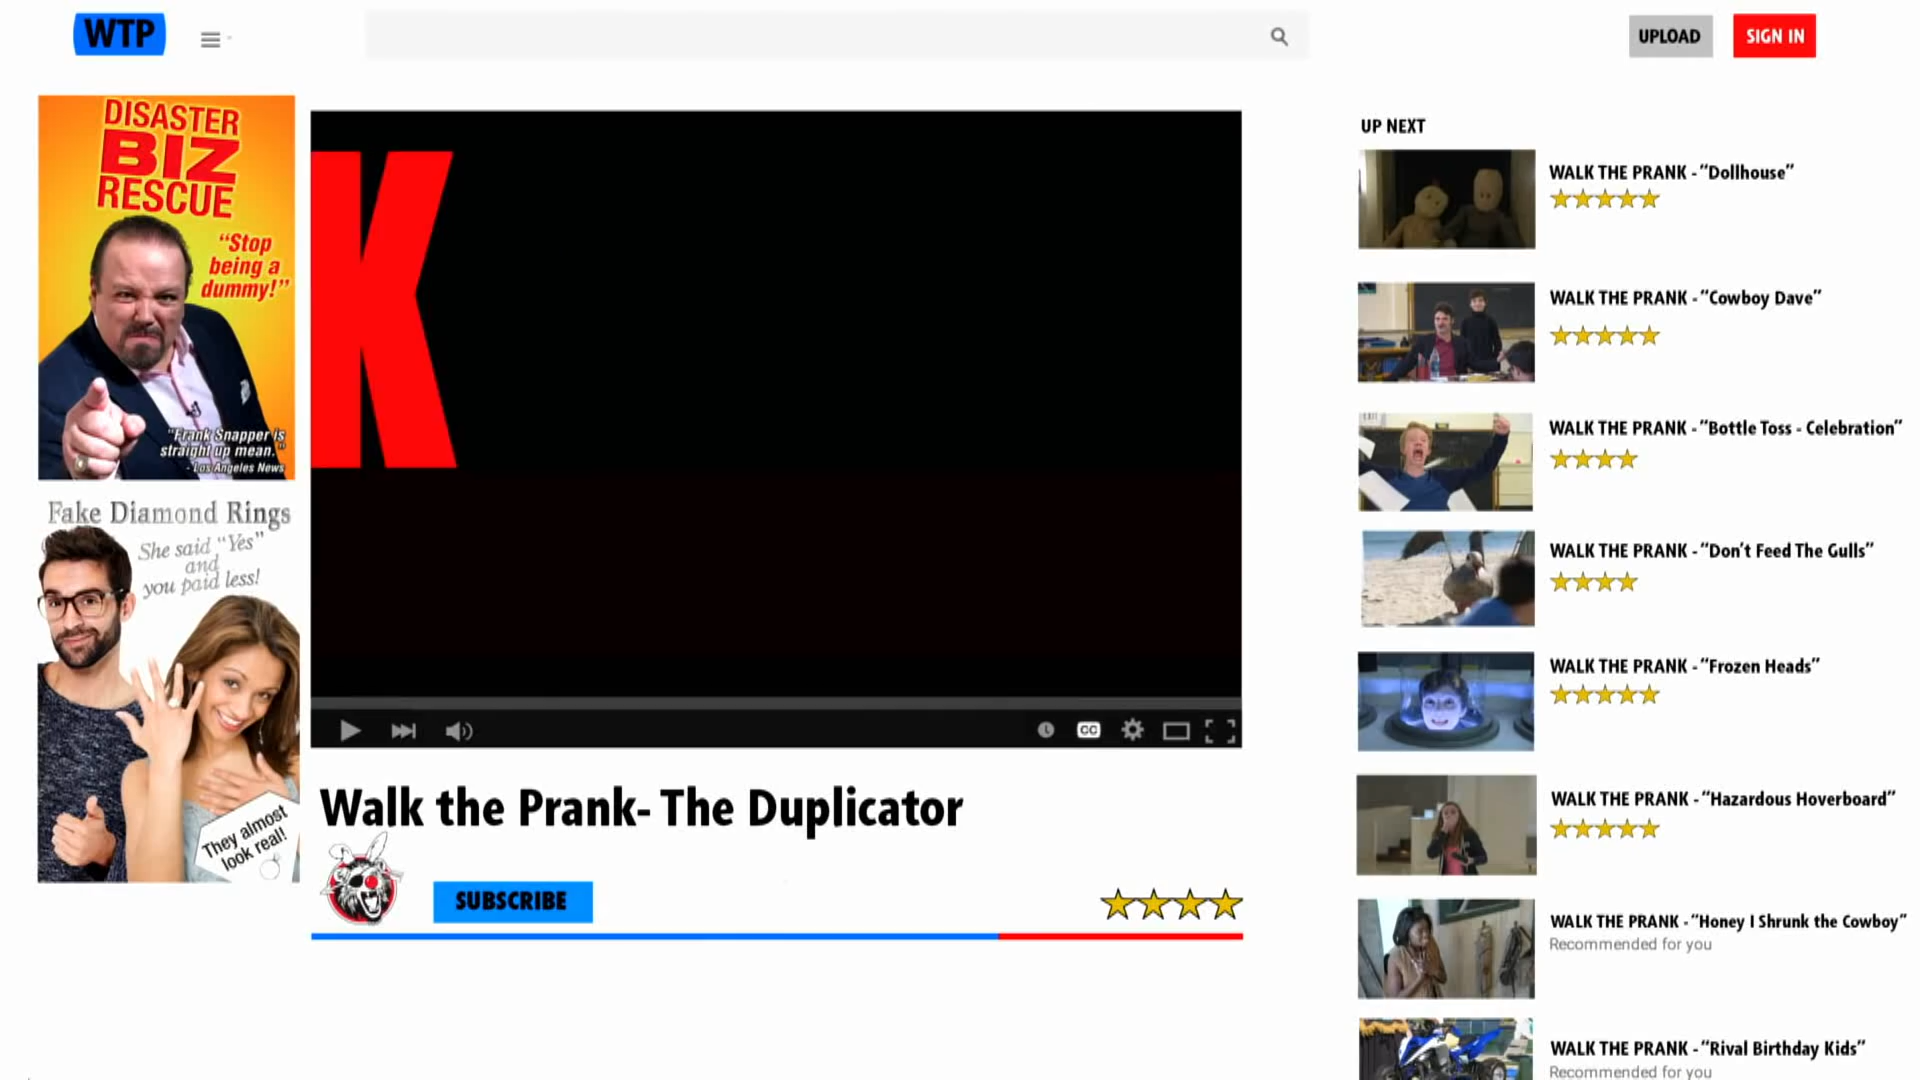 WTP
UPLOAD
SIGN IN
DISASTER
BIZ
RESCUE
“Stop
being a
dummy!”
"Frank Snapper is
straight up mean."
- Los Angeles News
Fake Diamond Rings
She said “Yes”
and
you paid less!
They almost
look real!
K
CC
Walk the Prank- The Duplicator
SUBSCRIBE
UP NEXT
WALK THE PRANK - “Dollhouse”
WALK THE PRANK - “Cowboy Dave”
WALK THE PRANK - “Bottle Toss - Celebration”
WALK THE PRANK - “Don’t Feed The Gulls”
WALK THE PRANK - “Frozen Heads”
WALK THE PRANK - “Hazardous Hoverboard”
WALK THE PRANK - “Honey I Shrunk the Cowboy”
Recommended for you
WALK THE PRANK - “Rival Birthday Kids”
Recommended for you